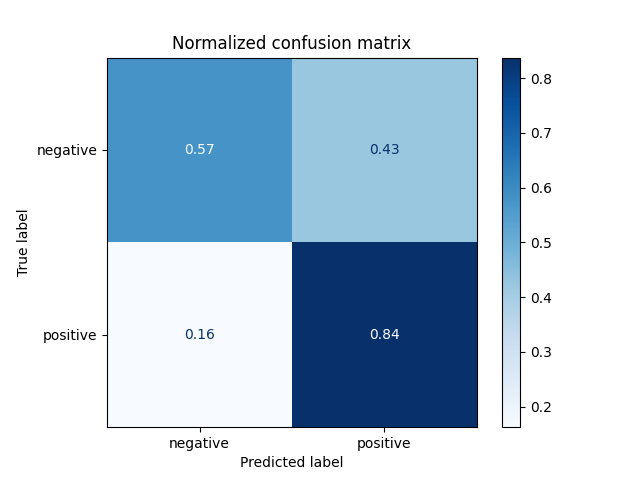 Normalized confusion matrix
negative
positive
True label
0.57
0.43
0.16
0.84
negative
positive
Predicted label
0.8
0.7
0.6
0.5
0.4
0.3
0.2